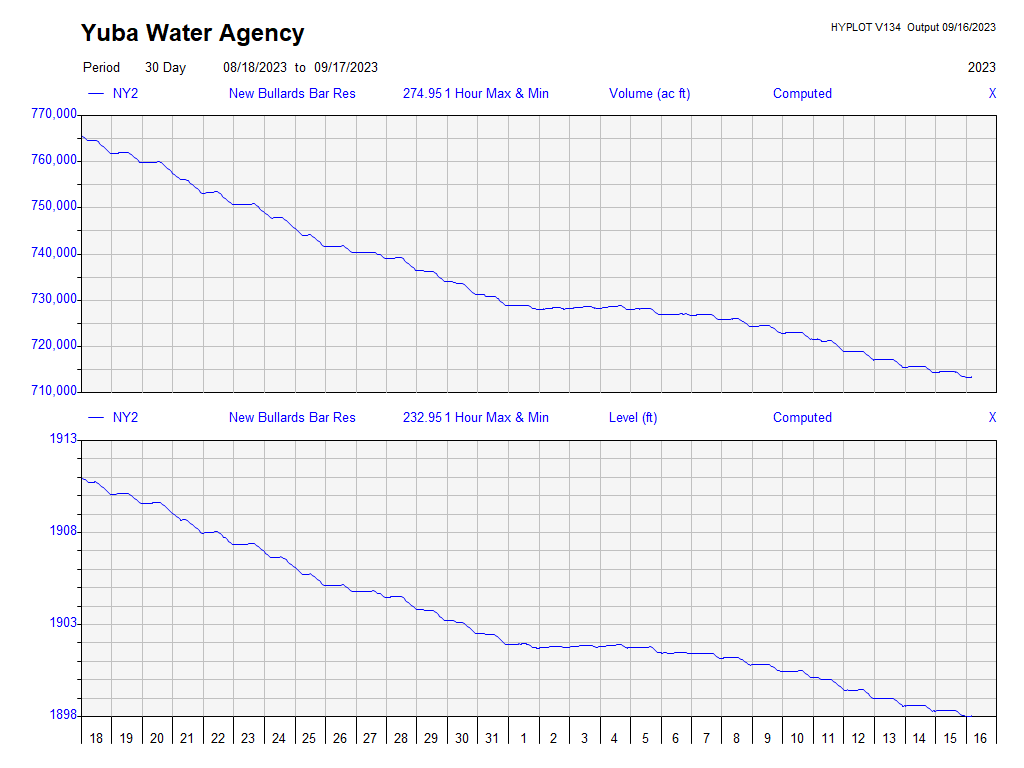 Yuba Water Agency
HYPLOT V134 Output 09/16/2023
Period 30 Day 08/18/2023 to 09/17/2023 2023
NY2 New Bullards Bar Res 274.95 1 Hour Max & Min Volume (ac ft) Computed X
770,000
760,000
750,000
740,000
730,000
720,000
710,000
NY2 New Bullards Bar Res 232.95 1 Hour Max & Min Level (ft) Computed X
1913
1908
1903
1898
18 19 20 21 22 23 24 25 26 27 28 29 30 31 1 2 3 4 5 6 7 8 9 10 11 12 13 14 15 16